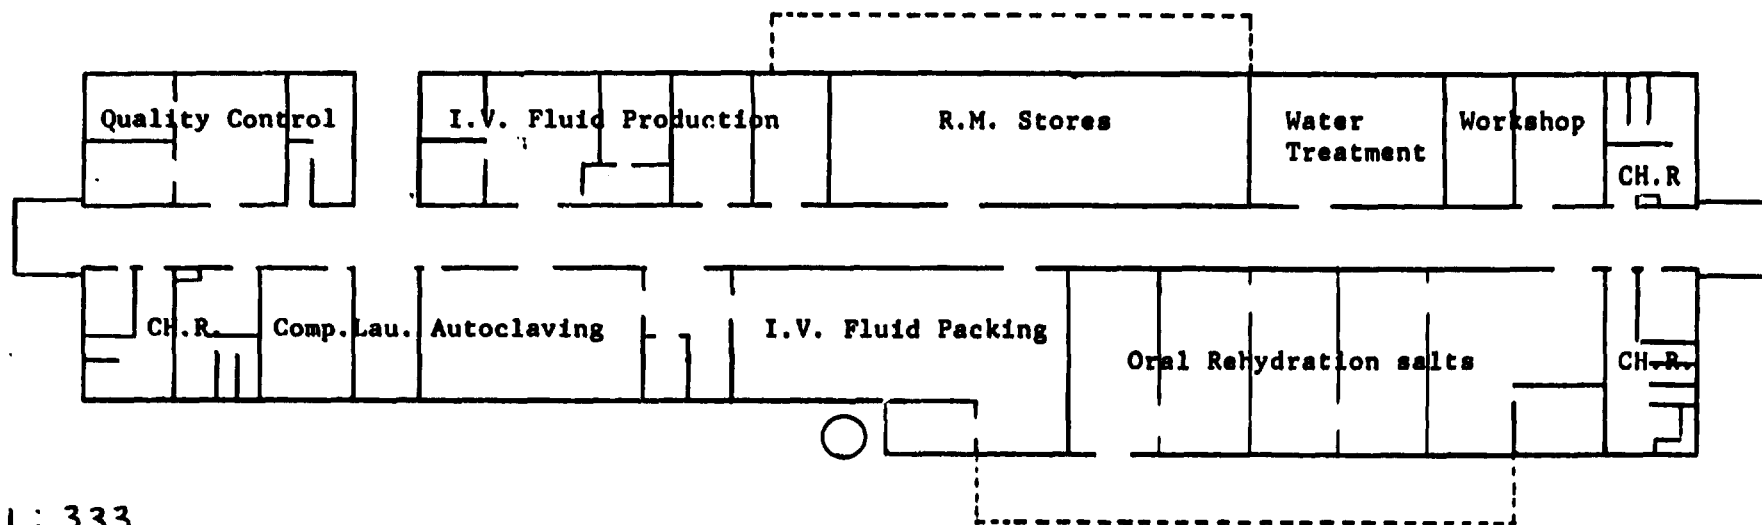 Quality Control
I.V. Fluid Production
R.M. Stores
Water
Treatment
Workshop
CH.R
CH.R.
Comp.Lau.
Autoclaving
I.V. Fluid Packing
Oral Rehydration salts
CH.R.
: 333